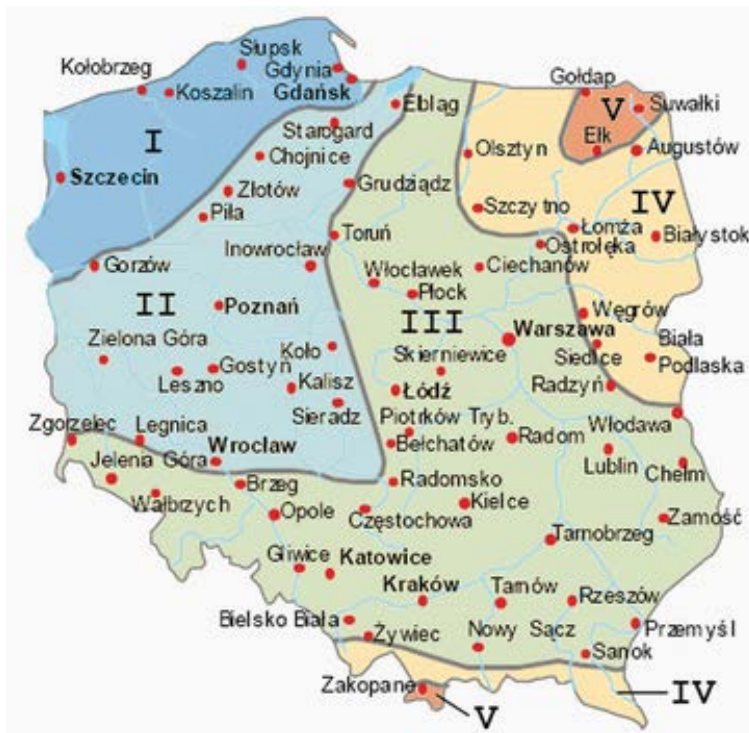 Słupsk
Kołobrzeg
Gdynia
Koszalin
Gdańsk
Elbląg
Gołdap
V
Suwałki
I
Starogard
Ełk
Chojnice
Olsztyn
Augustów
Szczecin
Złotów
Grudziądz
Piła
Szczytno
IV
Toruń
Łomża
Białystok
Inowrocław
Ostrołęka
Gorzów
Włocławek
Ciechanów
II
Poznań
Płock
III
Węgrów
Zielona Góra
Koło
Warszawa
Biała
Skierniewice
Siedlce
Podlaska
Leszno
Gostyń
Kalisz
Łódź
Radzyń
Sieradz
Zgorzelec
Legnica
Piotrków Tryb.
Włodawa
Wrocław
Bełchatów
Radom
Jelenia Góra
Lublin
Chełm
Brzeg
Radomsko
Wałbrzych
Kielce
Opole
Częstochowa
Zamość
Tarnobrzeg
Gliwice
Katowice
Kraków
Tarnów
Rzeszów
Bielsko Biała
Żywiec
Nowy Sącz
Przemyśl
Sanok
Zakopane
IV
V